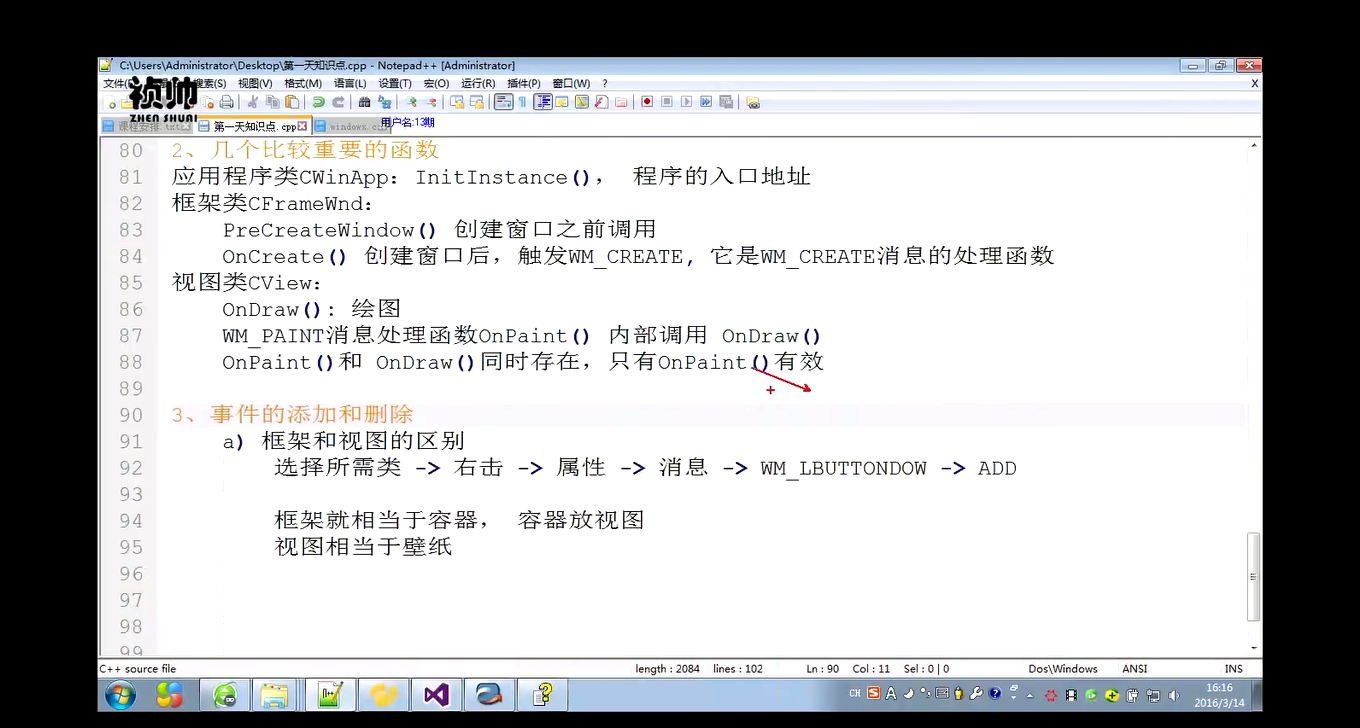 C:\Users\Administrator\Desktop\第一天知识点.cpp - Notepad++ [Administrator]
搜索(S) 视图(V) 格式(M) 语言(L) 设置(T) 宏(O) 运行(R) 插件(P) 窗口(W) ? X
祯帅
ZHEN SHUAI
课程安排.txt 第一天知识点.cpp 用户名:13期
80 2、几个比较重要的函数
81 应用程序类CWinApp：InitInstance()， 程序的入口地址
82 框架类CFrameWnd：
83 PreCreateWindow() 创建窗口之前调用
84 OnCreate() 创建窗口后，触发WM_CREATE, 它是WM_CREATE消息的处理函数
85 视图类CView：
86 OnDraw(): 绘图
87 WM_PAINT消息处理函数OnPaint() 内部调用 OnDraw()
88 OnPaint()和 OnDraw()同时存在，只有OnPaint()有效
89
90 3、事件的添加和删除
91 a) 框架和视图的区别
92 选择所需类 -> 右击 -> 属性 -> 消息 -> WM_LBUTTONDOW -> ADD
93
94 框架就相当于容器， 容器放视图
95 视图相当于壁纸
96
97
98
99
C++ source file length : 2084 lines : 102 Ln : 90 Col : 11 Sel : 0 | 0 Dos\Windows ANSI INS
CH 16:16
2016/3/14